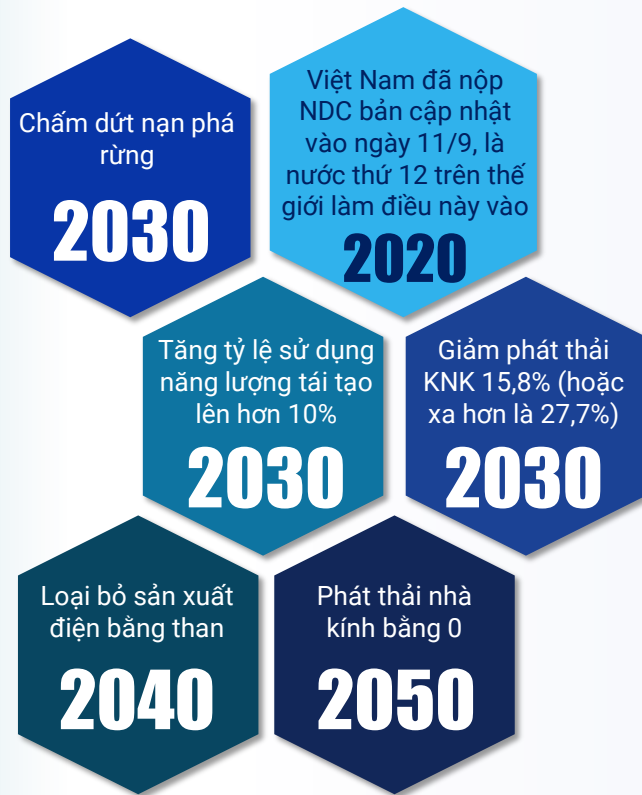 Chấm dứt nạn phá
rừng
2030
Việt Nam đã nộp
NDC bản cập nhật
vào ngày 11/9, là
nước thứ 12 trên thế
giới làm điều này vào
2020
Tăng tỷ lệ sử dụng
năng lượng tái tạo
lên hơn 10%
2030
Giảm phát thải
KNK 15,8% (hoặc
xa hơn là 27,7%)
2030
Loại bỏ sản xuất
điện bằng than
2040
Phát thải nhà
kính bằng 0
2050